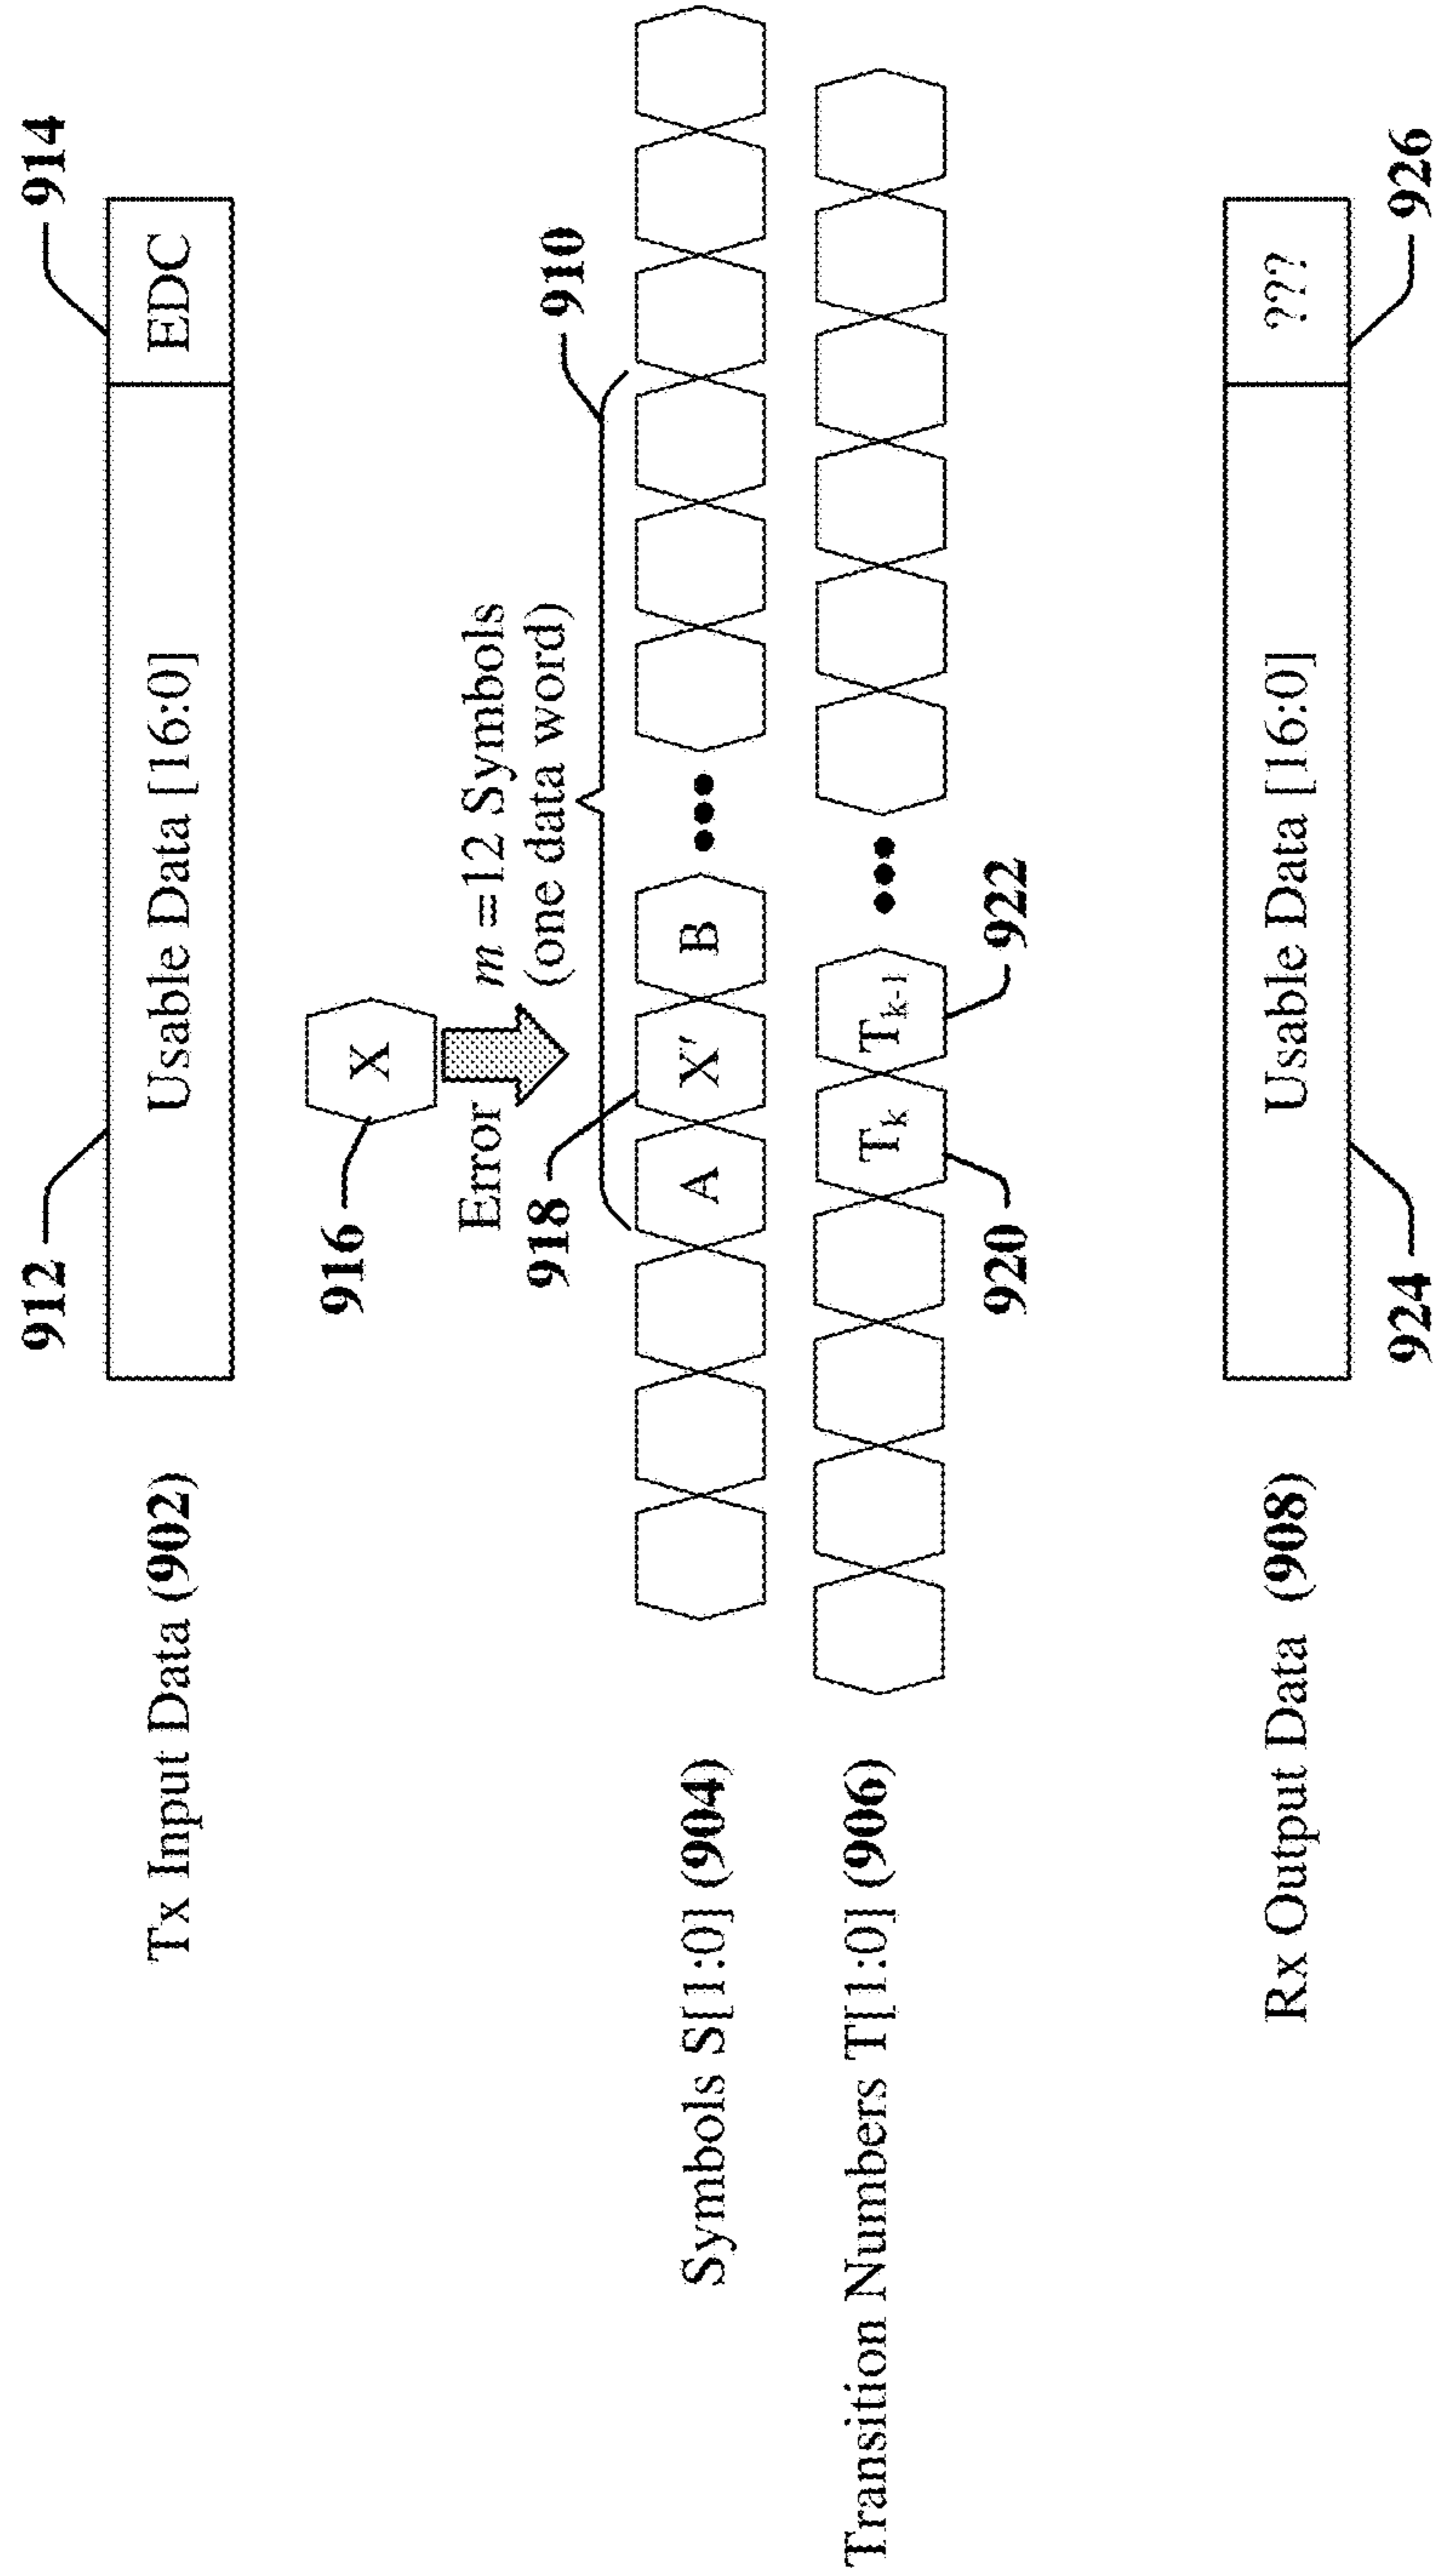 912
914
Tx Input Data (902)
Usable Data [16:0]
EDC
916
X
Error
m =12 Symbols
(one data word)
918
910
Symbols S[1:0] (904)
A
X'
B
•••
Transition Numbers T[1:0] (906)
Tk
Tk-1
•••
920
922
Rx Output Data (908)
Usable Data [16:0]
???
924
926